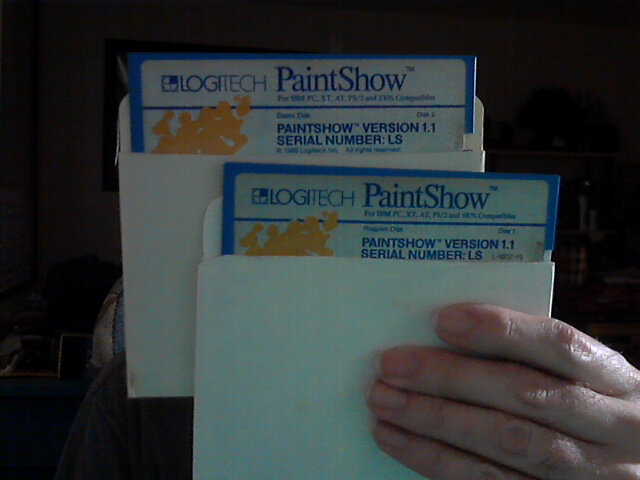 LOGITECH PaintShow™
For IBM PC, XT, AT, PS/2 and 100% Compatibles
Demo Disk Disk 2
PAINTSHOW™ VERSION 1.1
SERIAL NUMBER: LS
© 1988 Logitech Inc. All rights reserved.
LOGITECH PaintShow™
For IBM PC, XT, AT, PS/2 and 100% Compatibles
Program Disk Disk 1
PAINTSHOW™ VERSION 1.1
SERIAL NUMBER: LS